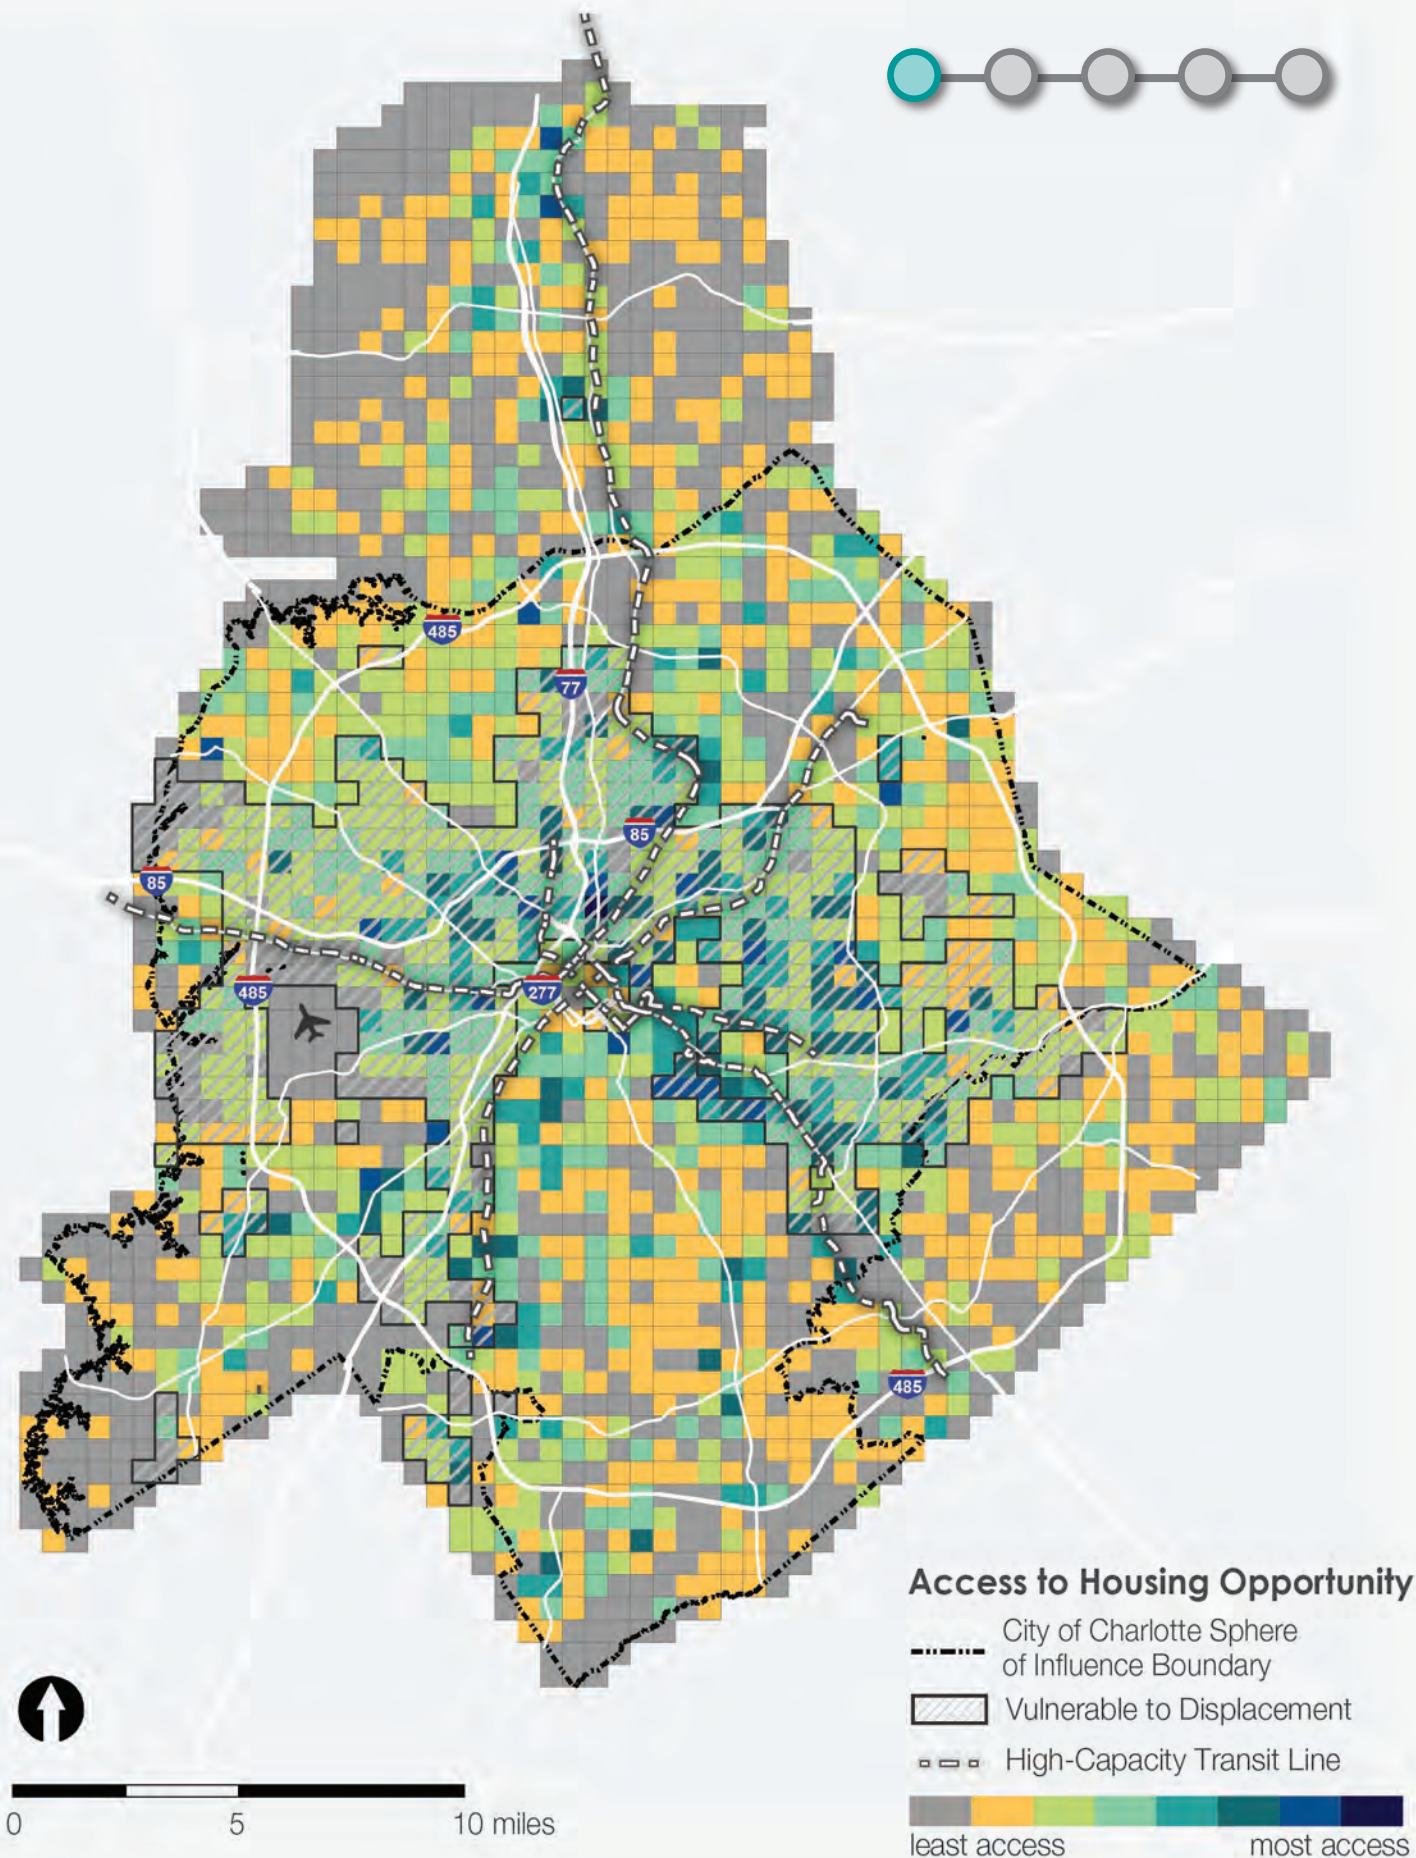 485
77
85
85
485
277
485
Access to Housing Opportunity
City of Charlotte Sphere
of Influence Boundary
Vulnerable to Displacement
High-Capacity Transit Line
0 5 10 miles
least access most access